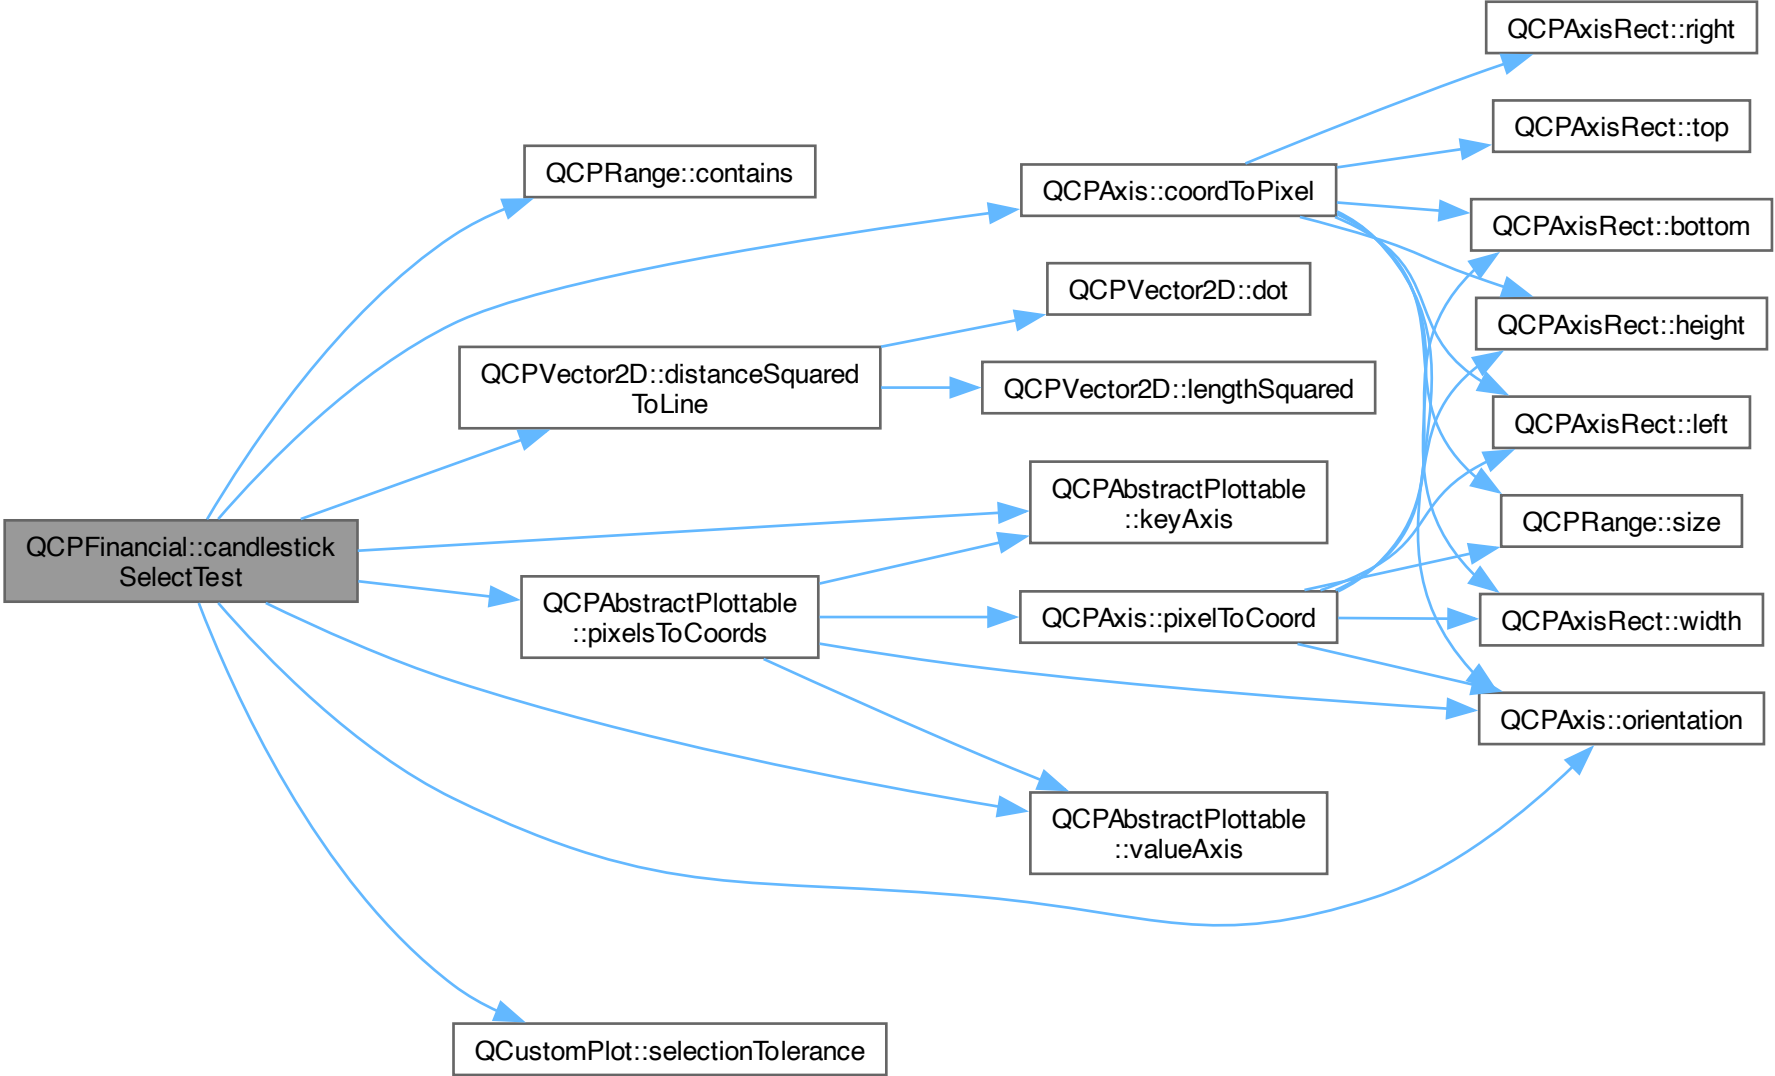 QCPFinancial::candlestick
SelectTest
QCPRange::contains
QCPAxis::coordToPixel
QCPAxisRect::right
QCPAxisRect::top
QCPAxisRect::bottom
QCPAxisRect::height
QCPAxisRect::left
QCPRange::size
QCPAxisRect::width
QCPAxis::orientation
QCPVector2D::distanceSquared
ToLine
QCPVector2D::dot
QCPVector2D::lengthSquared
QCPAbstractPlottable
::keyAxis
QCPAbstractPlottable
::pixelsToCoords
QCPAxis::pixelToCoord
QCPAbstractPlottable
::valueAxis
QCustomPlot::selectionTolerance